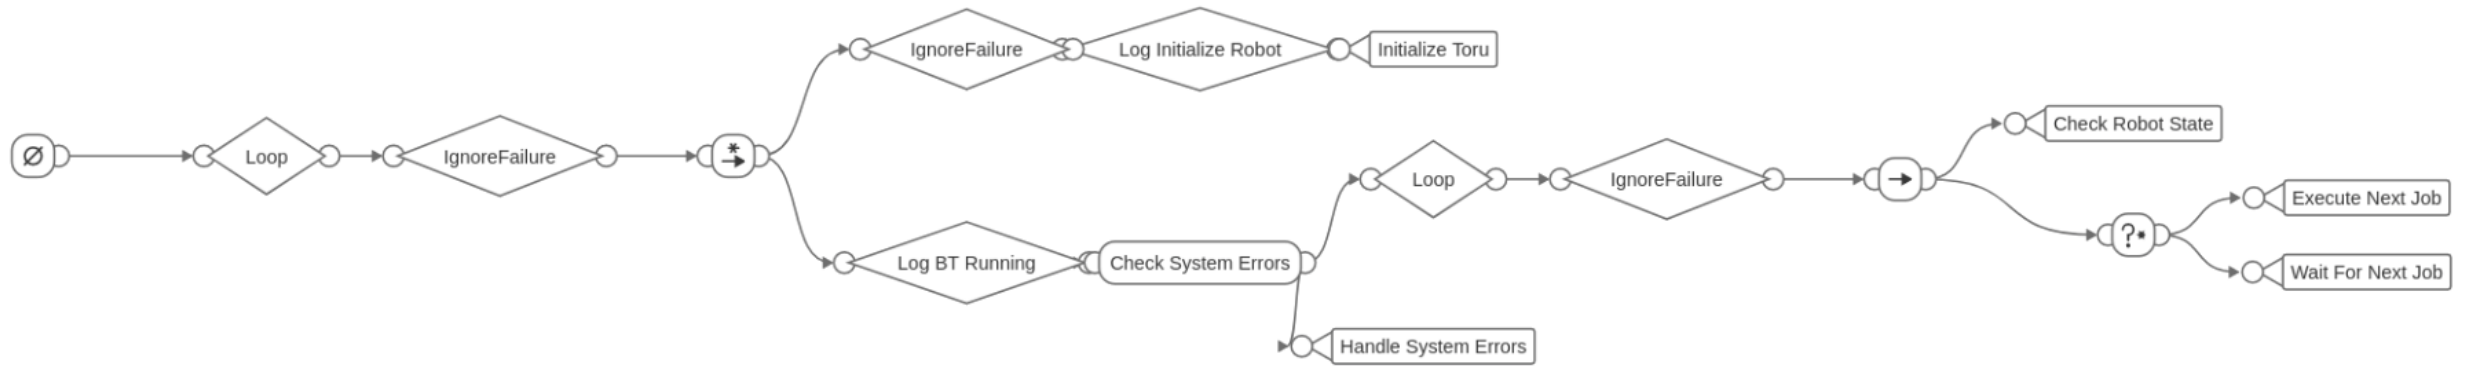 IgnoreFailure
Log Initialize Robot
Initialize Toru
Ø
Loop
IgnoreFailure
*
→
Log BT Running
Check System Errors
Handle System Errors
Loop
IgnoreFailure
→
Check Robot State
?*
Execute Next Job
Wait For Next Job